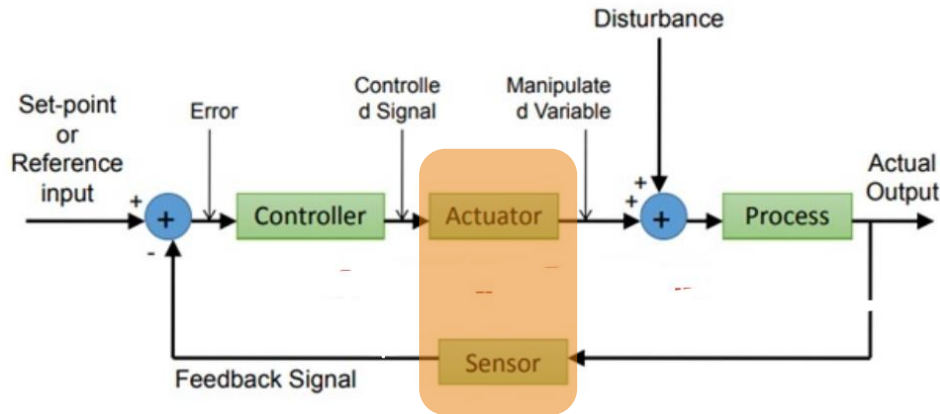 Disturbance
Controlle
d Signal
Manipulate
d Variable
Error
Set-point
or
Reference
input
Actual
Output
+
+
+
+
+
Controller
Actuator
Process
-
Sensor
Feedback Signal